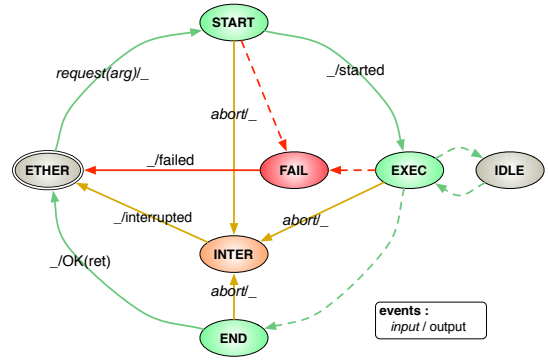 START
request(arg)/_
_/started
abort/_
ETHER
_/failed
FAIL
EXEC
IDLE
_/interrupted
abort/_
INTER
_/OK(ret)
abort/_
END
events :
input / output